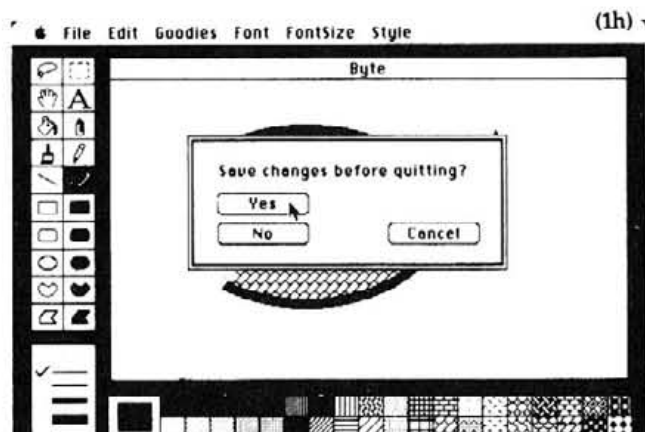 (1h)
File Edit Goodies Font FontSize Style
Byte
A
Save changes before quitting?
Yes
No
Cancel